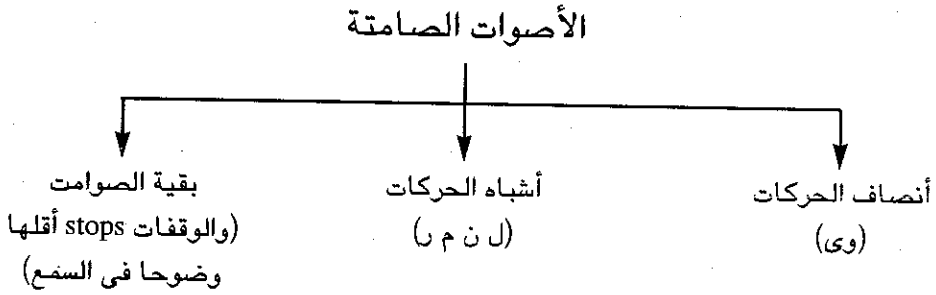 الأصوات الصامتة
أنصاف الحركات
(وى)
أشباه الحركات
(ل ن م ر)
بقية الصوامت
(والوقفات stops أقلها
وضوحا فى السمع)